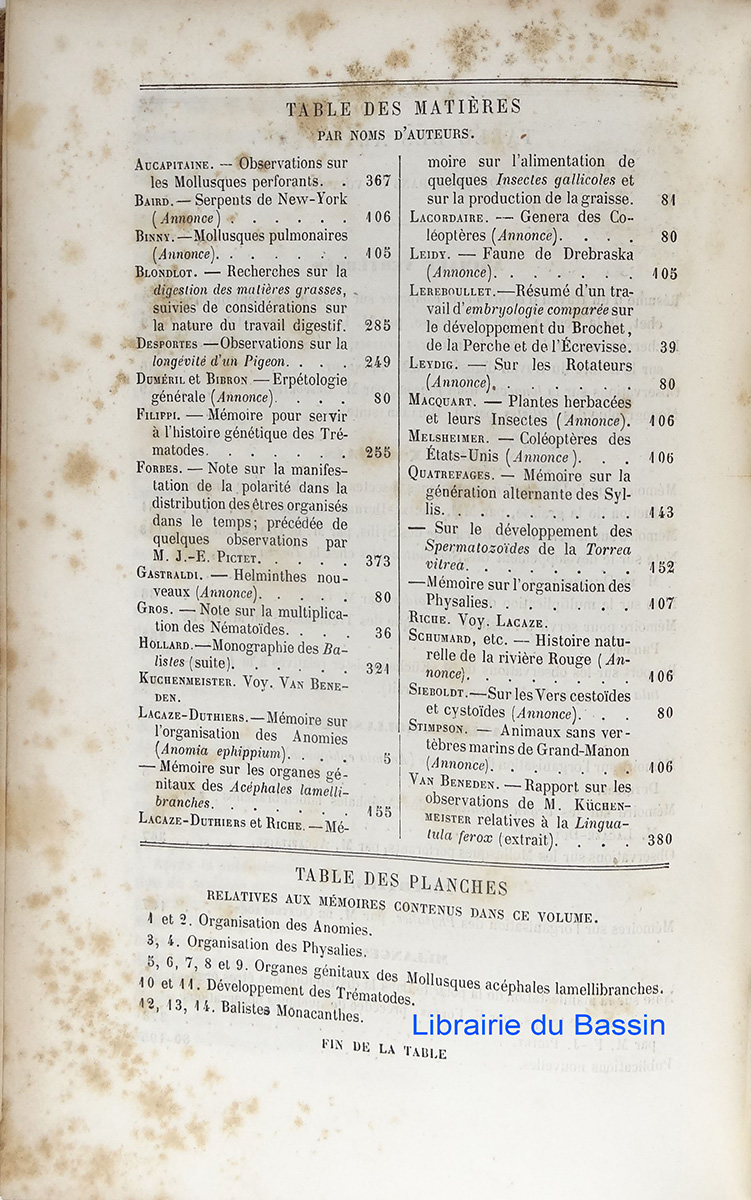 TABLE DES MATIÈRES
PAR NOMS D'AUTEURS.
AUCAPITAINE. — Observations sur
les Mollusques perforants. . 367
BAIRD. — Serpents de New-York
(Annonce) . . . . . . 106
BINNY. — Mollusques pulmonaires
(Annonce). . . . . . . 105
BLONDLOT. — Recherches sur la
digestion des matières grasses,
suivies de considérations sur
la nature du travail digestif. 285
DESPORTES — Observations sur la
longévité d'un Pigeon. . . . 249
DUMÉRIL et BIBRON — Erpétologie
générale (Annonce). . . . 80
FILIPPI. — Mémoire pour servir
à l'histoire génétique des Tré-
matodes. . . . . . . 255
FORBES. — Note sur la manifes-
tation de la polarité dans la
distribution des êtres organisés
dans le temps; précédée de
quelques observations par
M. J.-E. PICTET. . . . . 373
GASTRALDI. — Helminthes nou-
veaux (Annonce). . . . . 80
GROS. — Note sur la multiplica-
tion des Nématoïdes. . . . 36
HOLLARD. — Monographie des Ba-
listes (suite). . . . . . 321
KUCHENMEISTER. Voy. VAN BENE-
DEN.
LACAZE-DUTHIERS. — Mémoire sur
l'organisation des Anomies
(Anomia ephippium). . . . 5
— Mémoire sur les organes gé-
nitaux des Acéphales lamelli-
branches. . . . . . . 155
LACAZE-DUTHIERS et RICHE. — Mé-
moire sur l'alimentation de
quelques Insectes gallicoles et
sur la production de la graisse. 81
LACORDAIRE. — Genera des Co-
léoptères (Annonce). . . . 80
LEIDY. — Faune de Drebraska
(Annonce). . . . . . . 105
LEREBOULLET. — Résumé d'un tra-
vail d'embryologie comparée sur
le développement du Brochet,
de la Perche et de l'Écrevisse. 39
LEYDIG. — Sur les Rotateurs
(Annonce). . . . . . . 80
MACQUART. — Plantes herbacées
et leurs Insectes (Annonce). 106
MELSHEIMER. — Coléoptères des
États-Unis (Annonce). . . 106
QUATREFAGES. — Mémoire sur la
génération alternante des Syl-
lis. . . . . . . . . 143
— Sur le développement des
Spermatozoïdes de la Torrea
vitrea. . . . . . . . 152
— Mémoire sur l'organisation des
Physalies. . . . . . . 107
RICHE. Voy. LACAZE.
SCHUMARD, etc. — Histoire natu-
relle de la rivière Rouge (An-
nonce). . . . . . . . 106
SIEBOLDT. — Sur les Vers cestoïdes
et cystoïdes (Annonce). . . 80
STIMPSON. — Animaux sans ver-
tèbres marins de Grand-Manon
(Annonce). . . . . . . 106
VAN BENEDEN. — Rapport sur les
observations de M. KÜCHEN-
MEISTER relatives à la Lingua-
tula ferox (extrait). . . . 380
TABLE DES PLANCHES
RELATIVES AUX MÉMOIRES CONTENUS DANS CE VOLUME.
1 et 2. Organisation des Anomies.
3, 4. Organisation des Physalies.
5, 6, 7, 8 et 9. Organes génitaux des Mollusques acéphales lamellibranches.
10 et 11. Développement des Trématodes.
12, 13, 14. Balistes Monacanthes.
Librairie du Bassin
FIN DE LA TABLE